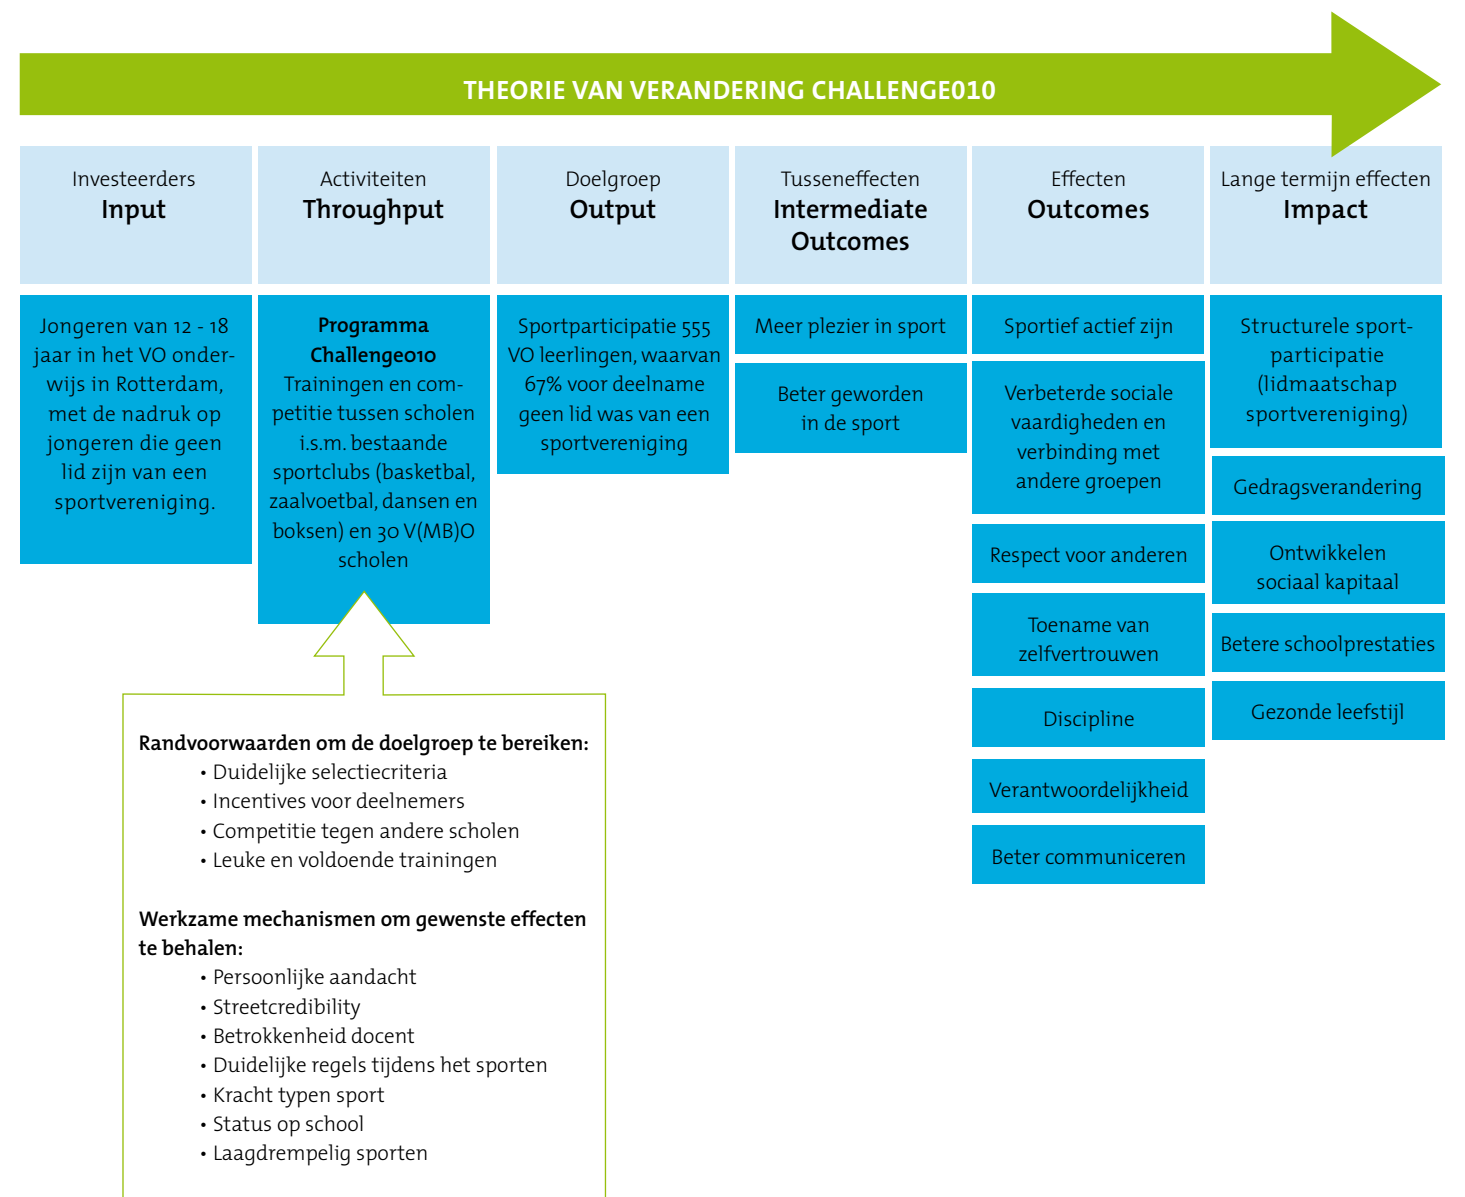 THEORIE VAN VERANDERING CHALLENGE010
Investeerders
Input
Activiteiten
Throughput
Doelgroep
Output
Tusseneffecten
Intermediate
Outcomes
Effecten
Outcomes
Lange termijn effecten
Impact
Jongeren van 12 - 18
jaar in het VO onder-
wijs in Rotterdam,
met de nadruk op
jongeren die geen
lid zijn van een
sportvereniging.
Programma
Challenge010
Trainingen en com-
petitie tussen scholen
i.s.m. bestaande
sportclubs (basketbal,
zaalvoetbal, dansen en
boksen) en 30 V(MB)O
scholen
Sportparticipatie 555
VO leerlingen, waarvan
67% voor deelname
geen lid was van een
sportvereniging
Meer plezier in sport
Beter geworden
in de sport
Sportief actief zijn
Verbeterde sociale
vaardigheden en
verbinding met
andere groepen
Respect voor anderen
Toename van
zelfvertrouwen
Discipline
Verantwoordelijkheid
Beter communiceren
Structurele sport-
participatie
(lidmaatschap
sportvereniging)
Gedragsverandering
Ontwikkelen
sociaal kapitaal
Betere schoolprestaties
Gezonde leefstijl
Randvoorwaarden om de doelgroep te bereiken:
• Duidelijke selectiecriteria
• Incentives voor deelnemers
• Competitie tegen andere scholen
• Leuke en voldoende trainingen
Werkzame mechanismen om gewenste effecten
te behalen:
• Persoonlijke aandacht
• Streetcredibility
• Betrokkenheid docent
• Duidelijke regels tijdens het sporten
• Kracht typen sport
• Status op school
• Laagdrempelig sporten